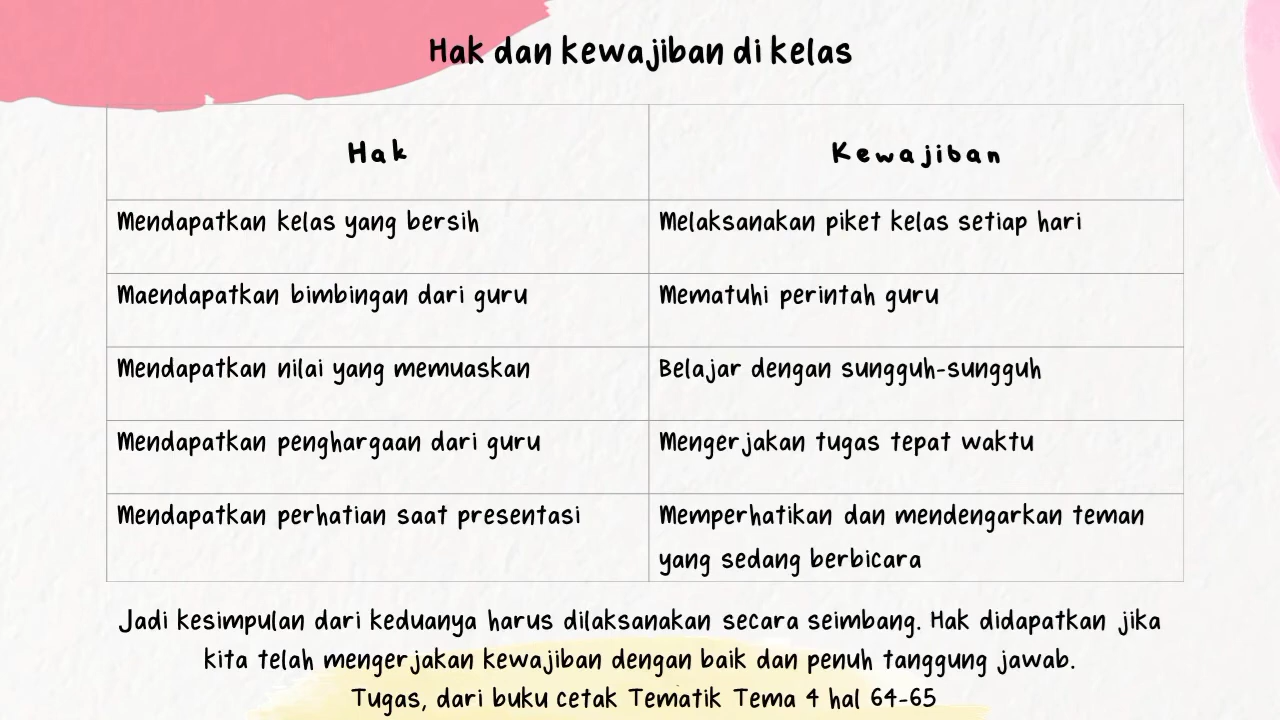 Hak dan kewajiban di kelas
Hak
Kewajiban
Mendapatkan kelas yang bersih
Melaksanakan piket kelas setiap hari
Maendapatkan bimbingan dari guru
Mematuhi perintah guru
Mendapatkan nilai yang memuaskan
Belajar dengan sungguh-sungguh
Mendapatkan penghargaan dari guru
Mengerjakan tugas tepat waktu
Mendapatkan perhatian saat presentasi
Memperhatikan dan mendengarkan teman
yang sedang berbicara
Jadi kesimpulan dari keduanya harus dilaksanakan secara seimbang. Hak didapatkan jika
kita telah mengerjakan kewajiban dengan baik dan penuh tanggung jawab.
Tugas, dari buku cetak Tematik Tema 4 hal 64-65